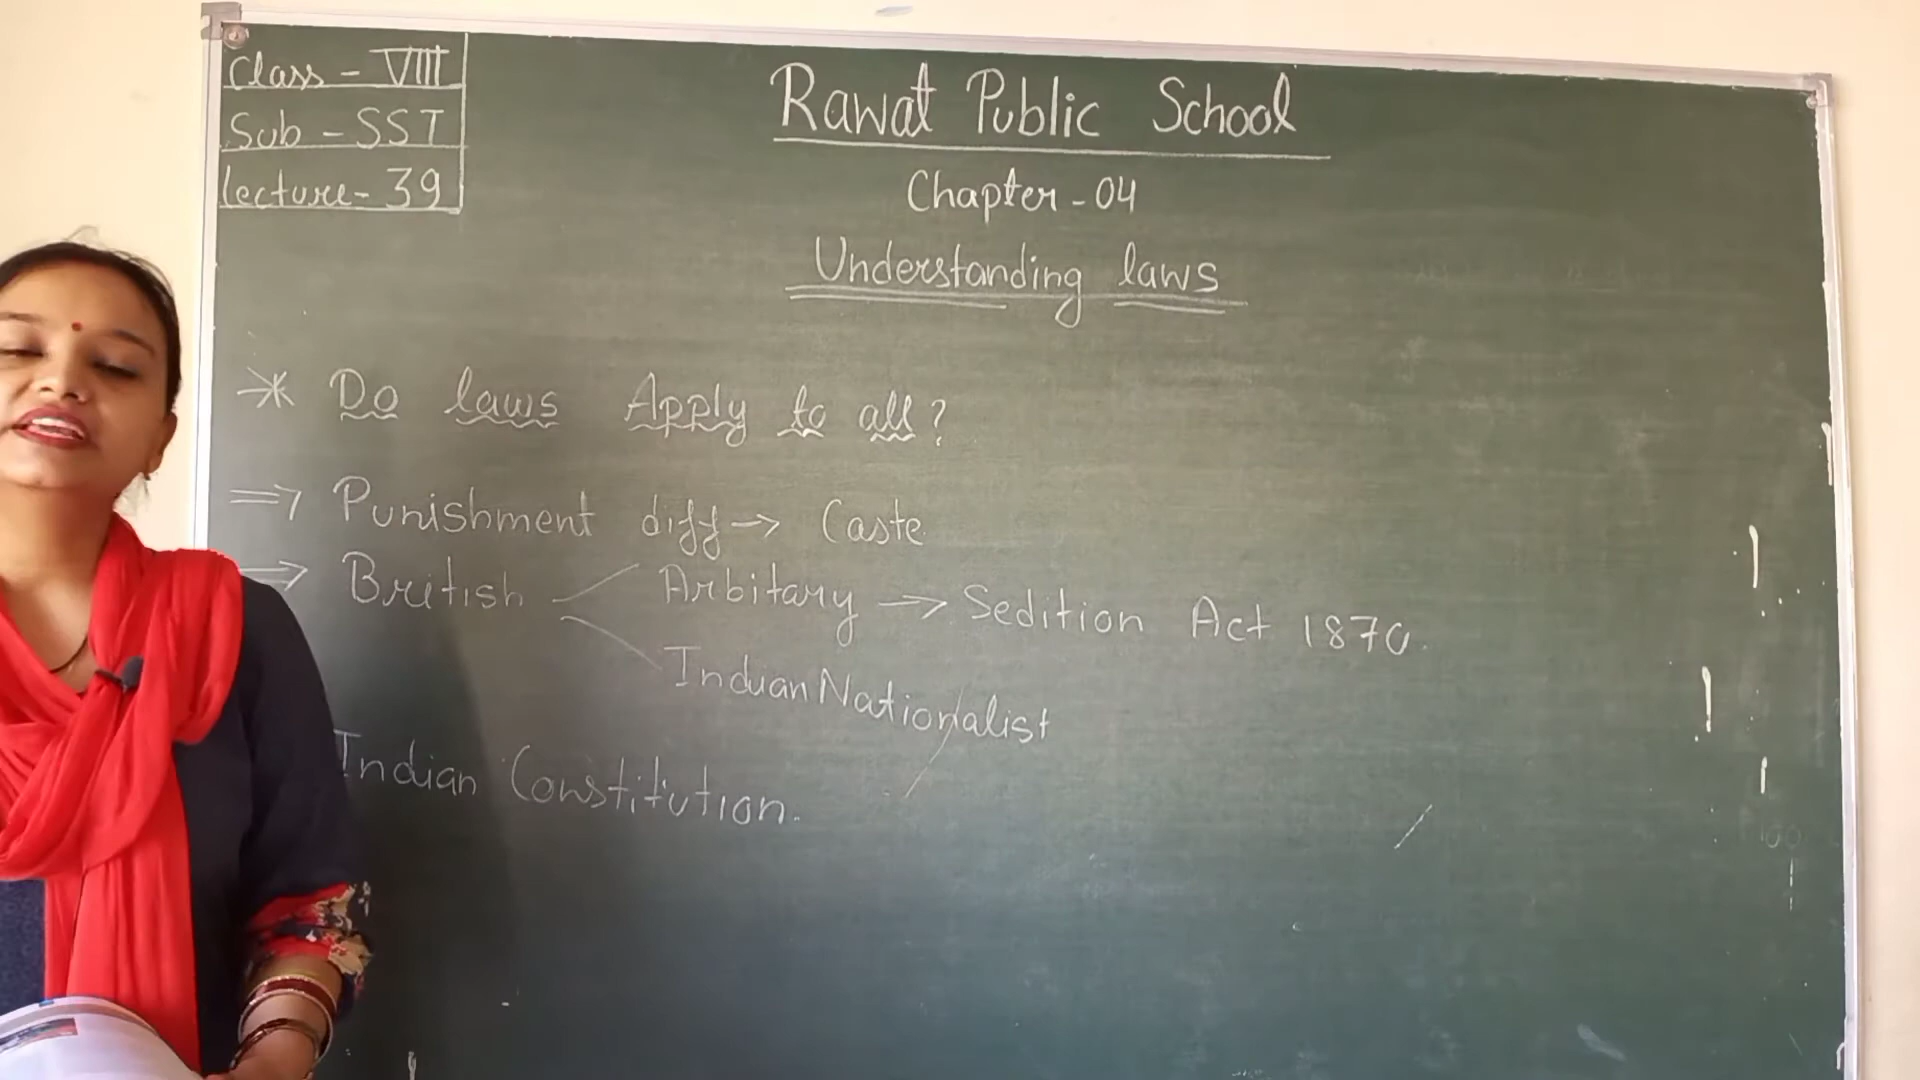 Class - VIII
Sub - SST
lecture - 39
Rawat Public School
Chapter - 04
Understanding laws
* Do laws Apply to all?
⇒ Punishment diff → Caste
⇒ British Arbitary → Sedition Act 1870.
Indian Nationalist
Indian Constitution.